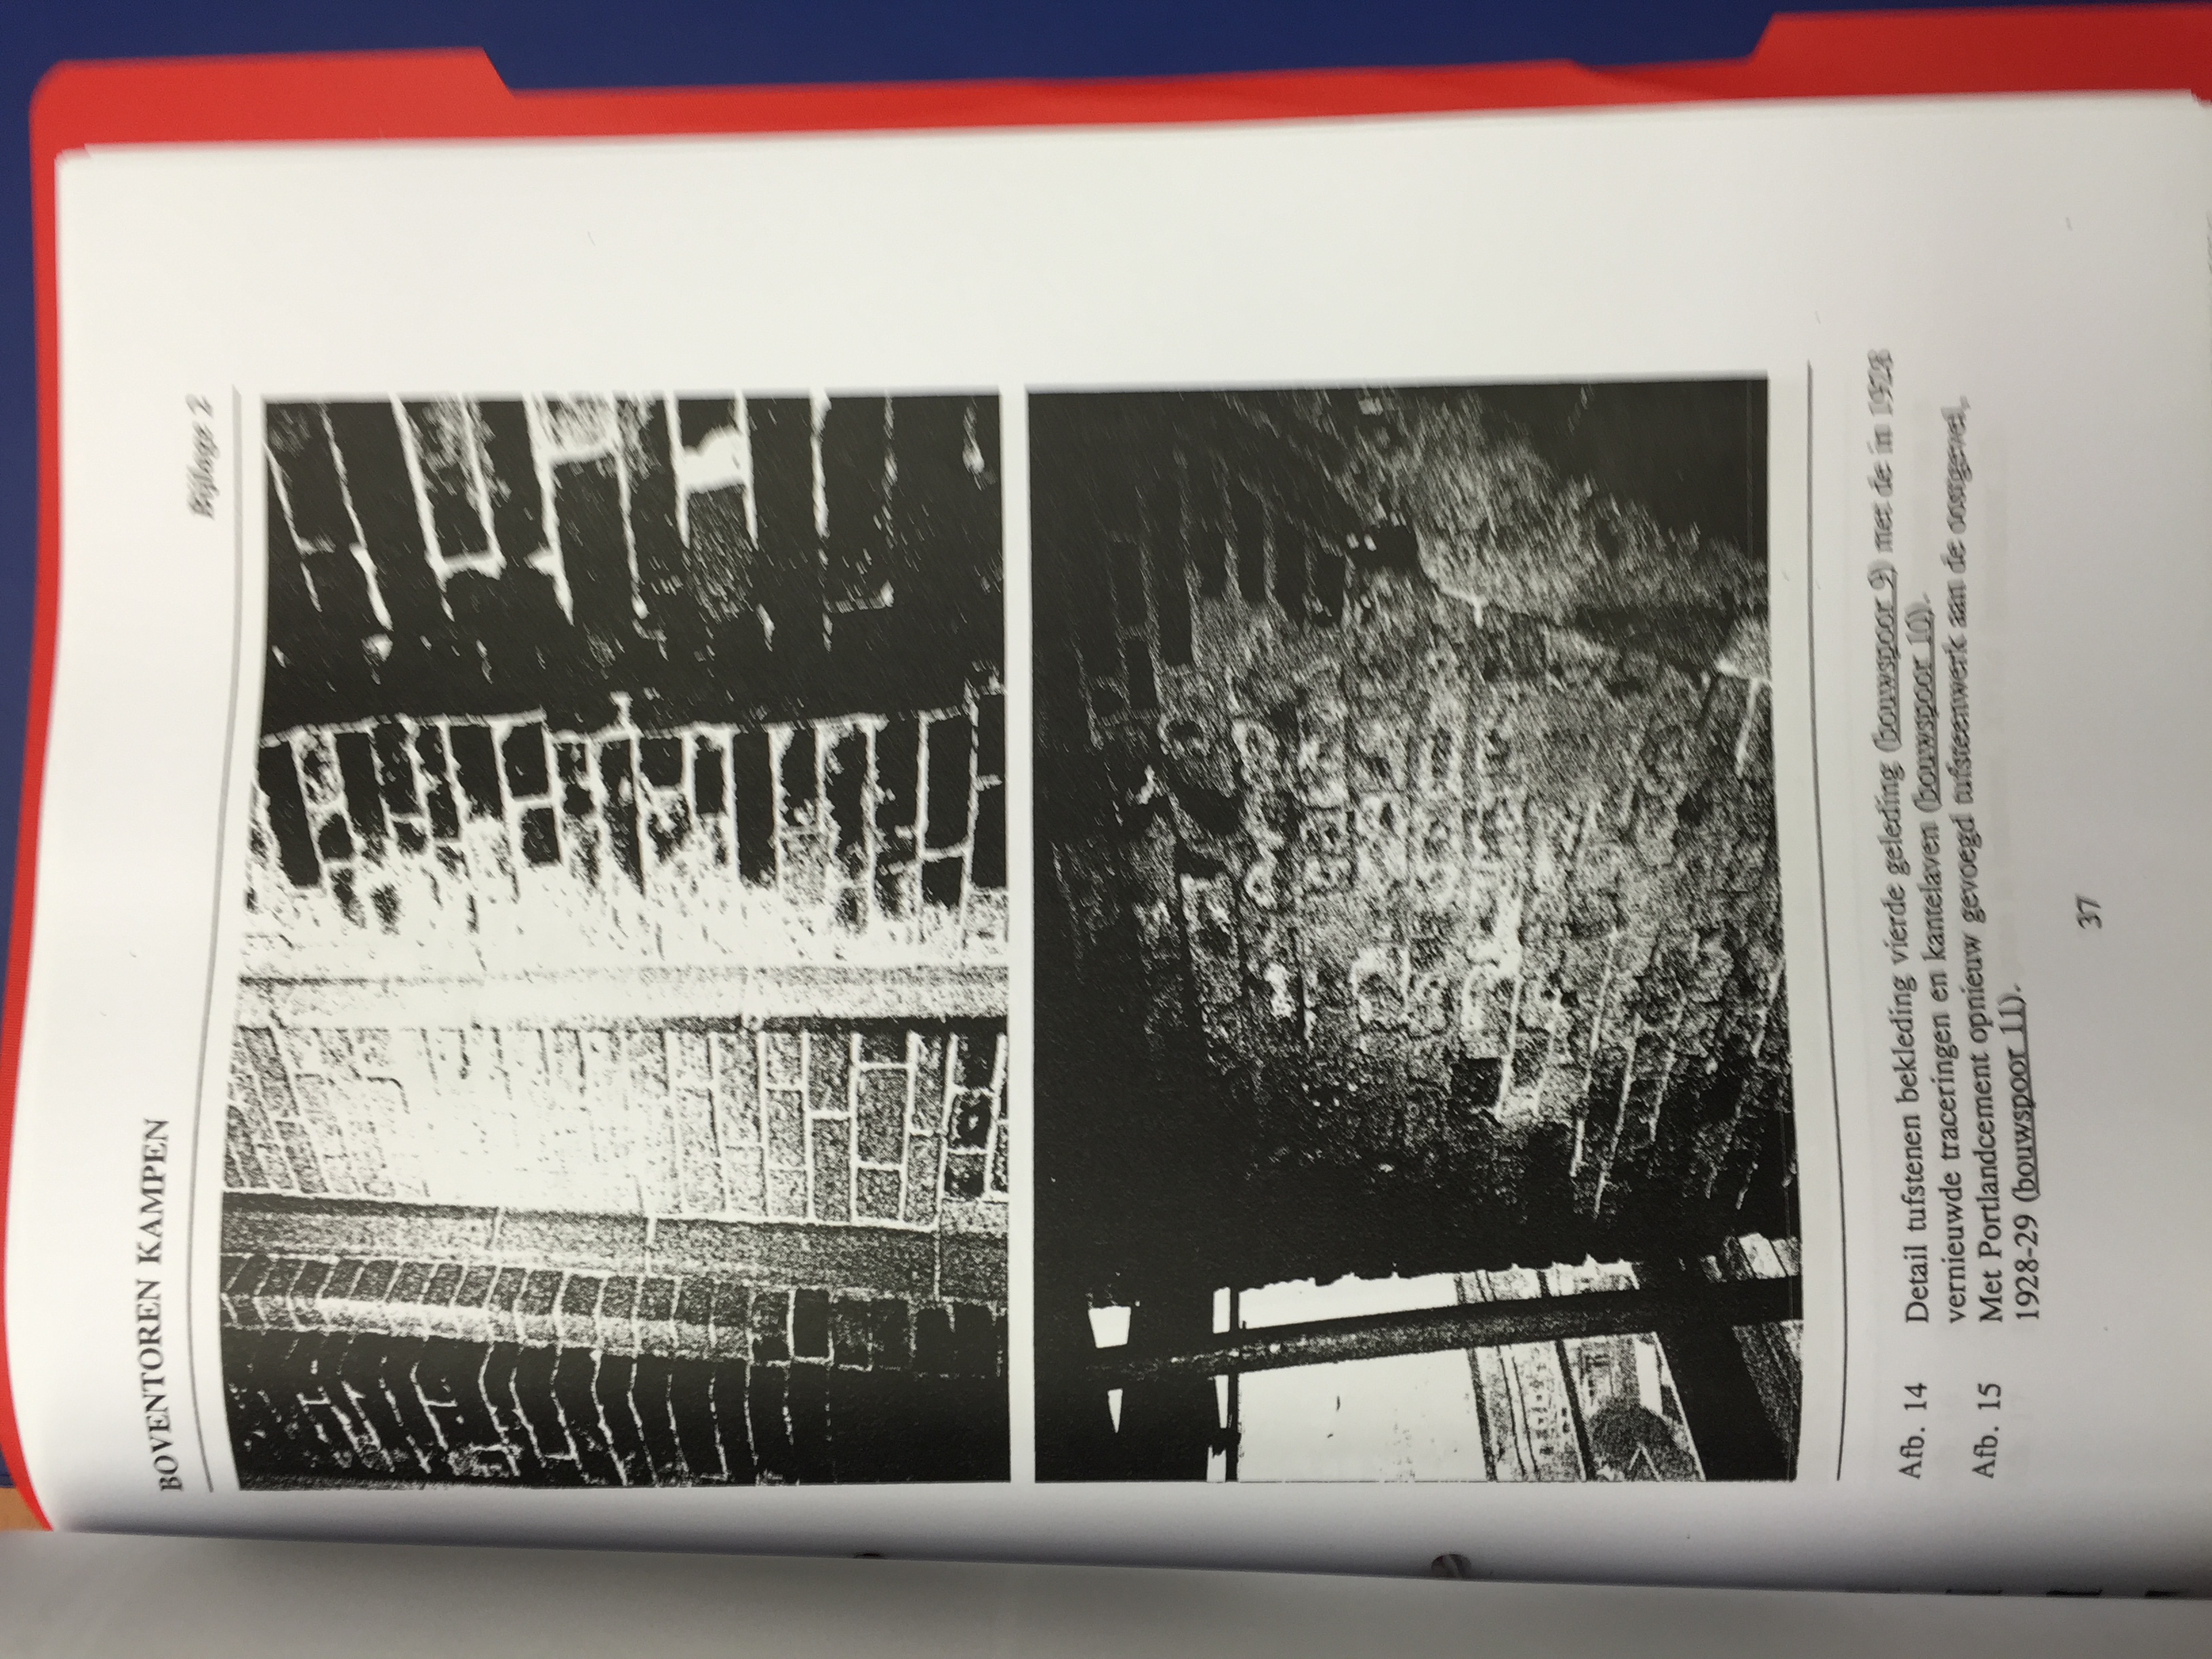 BOVENTOREN KAMPEN
Bijlage 2
Afb. 14 Detail tufstenen bekleding vierde geleding (bouwspoor 9) met de in 1928
vernieuwde traceringen en kantelaven (bouwspoor 10).
Afb. 15 Met Portlandcement opnieuw gevoegd tufsteenwerk aan de oostgevel,
1928-29 (bouwspoor 11).
37